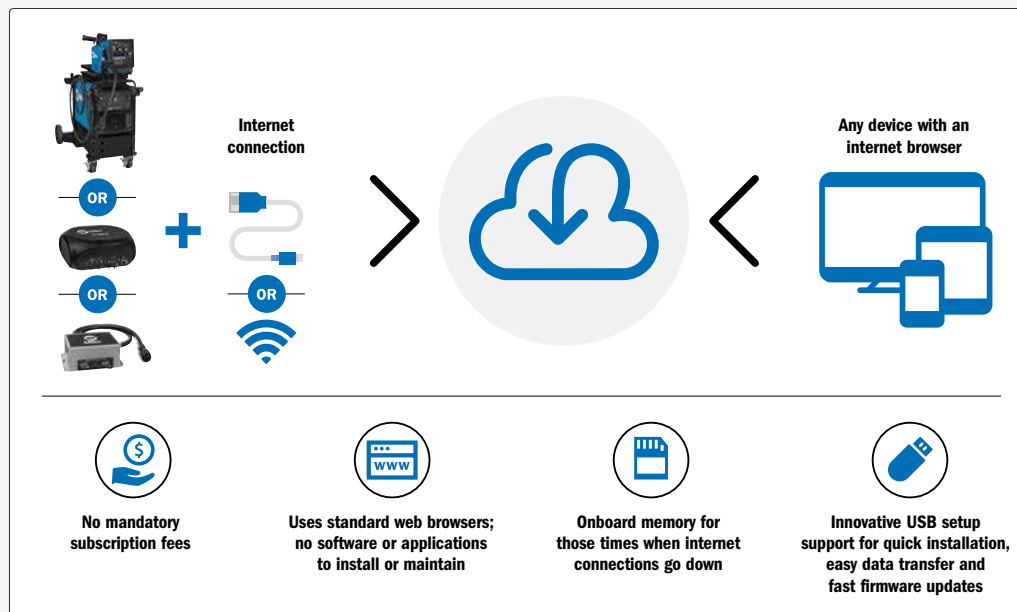 Internet
connection
Any device with an
internet browser
OR
OR
OR
$
WWW
No mandatory
subscription fees
Uses standard web browsers;
no software or applications
to install or maintain
Onboard memory for
those times when internet
connections go down
Innovative USB setup
support for quick installation,
easy data transfer and
fast firmware updates